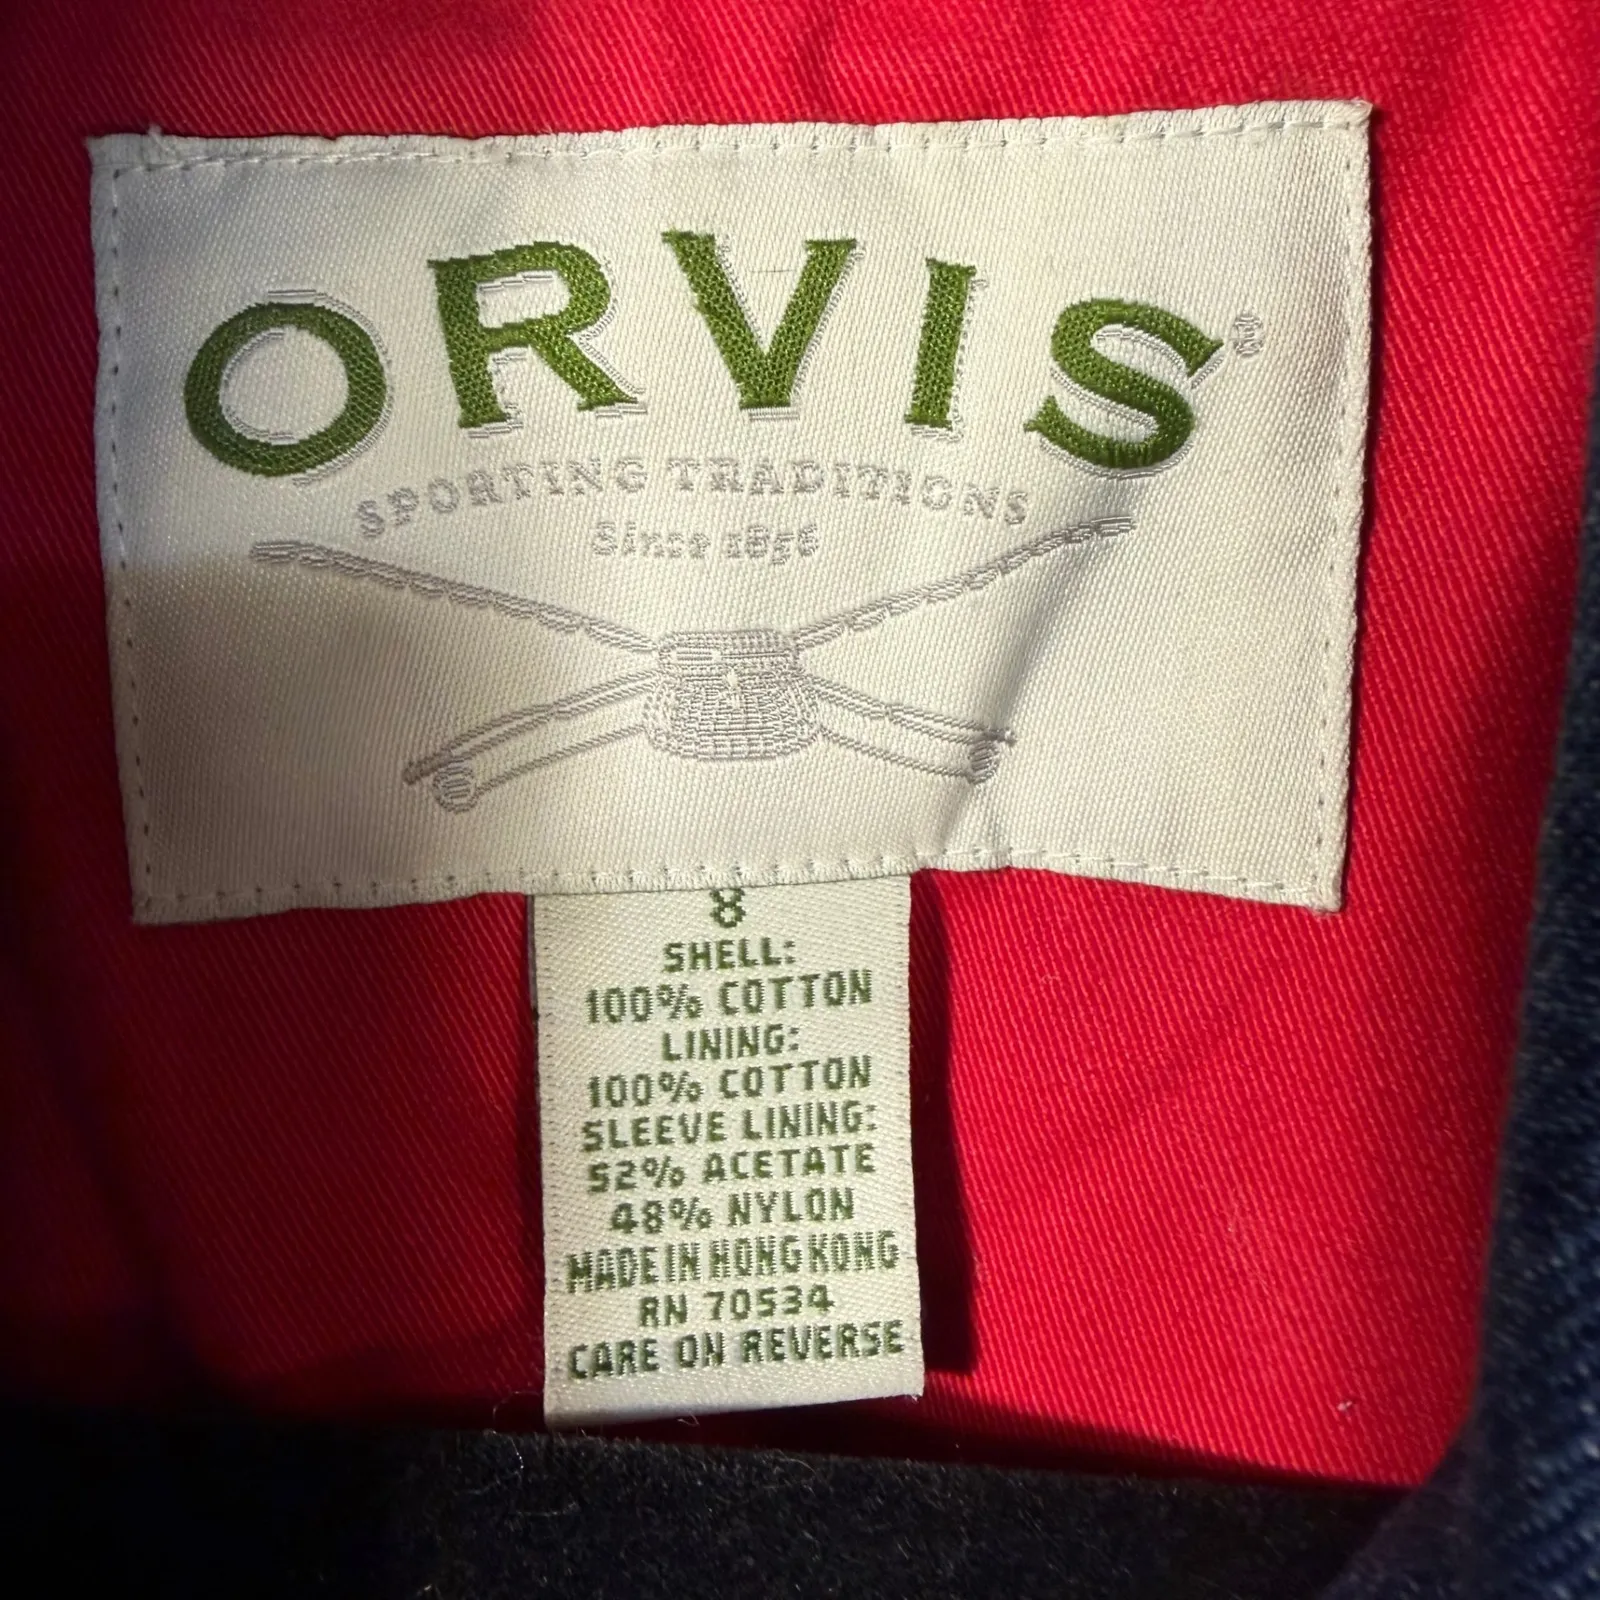 ORVIS®
SPORTING TRADITIONS
Since 1856
8
SHELL:
100% COTTON
LINING:
100% COTTON
SLEEVE LINING:
52% ACETATE
48% NYLON
MADE IN HONG KONG
RN 70534
CARE ON REVERSE